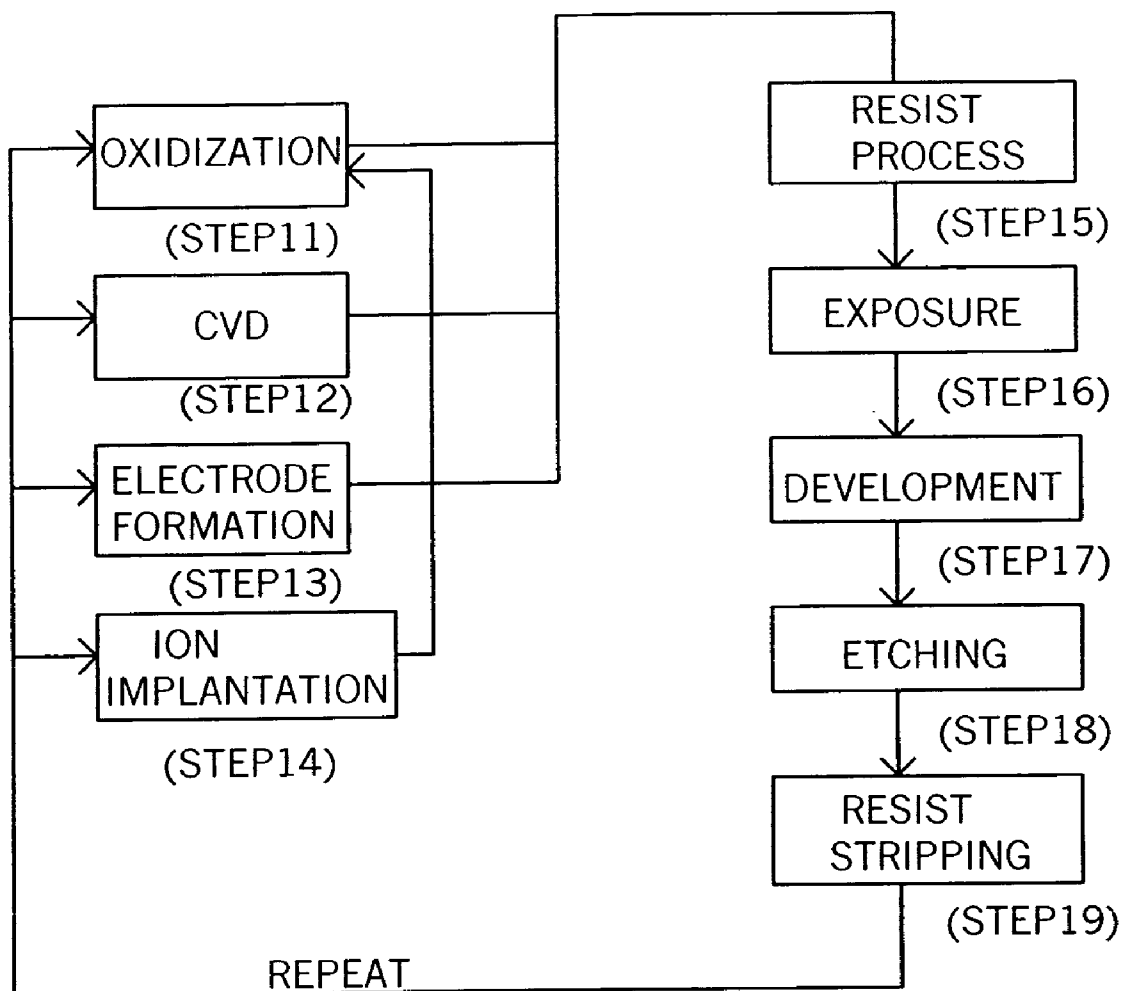 OXIDIZATION
(STEP11)
CVD
(STEP12)
ELECTRODE
FORMATION
(STEP13)
ION
IMPLANTATION
(STEP14)
RESIST
PROCESS
(STEP15)
EXPOSURE
(STEP16)
DEVELOPMENT
(STEP17)
ETCHING
(STEP18)
RESIST
STRIPPING
(STEP19)
REPEAT